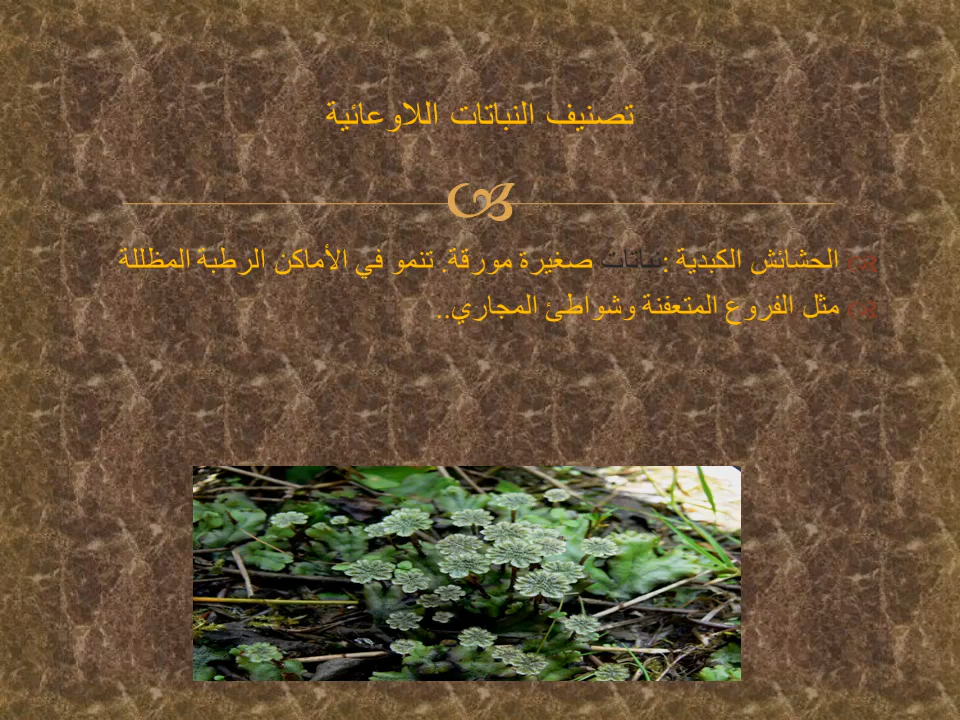 تصنيف النباتات اللاوعائية
الحشائش الكبدية :نباتات صغيرة مورقة. تنمو في الأماكن الرطبة المظللة
مثل الفروع المتعفنة وشواطئ المجاري..